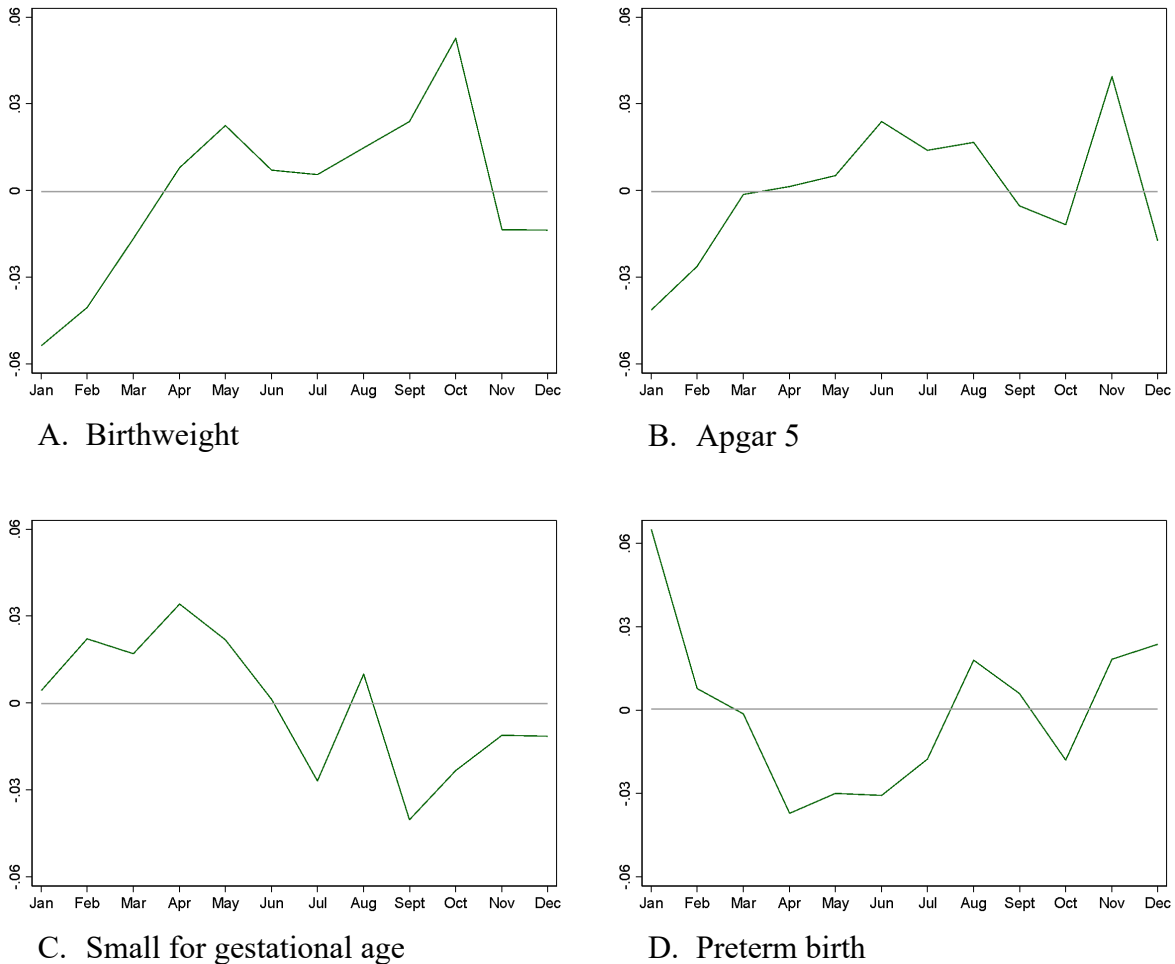 .06
.03
0
-.03
-.06
Jan Feb Mar Apr May Jun Jul Aug Sept Oct Nov Dec
A. Birthweight
.06
.03
0
-.03
-.06
Jan Feb Mar Apr May Jun Jul Aug Sept Oct Nov Dec
B. Apgar 5
.06
.03
0
-.03
-.06
Jan Feb Mar Apr May Jun Jul Aug Sept Oct Nov Dec
C. Small for gestational age
.06
.03
0
-.03
-.06
Jan Feb Mar Apr May Jun Jul Aug Sept Oct Nov Dec
D. Preterm birth